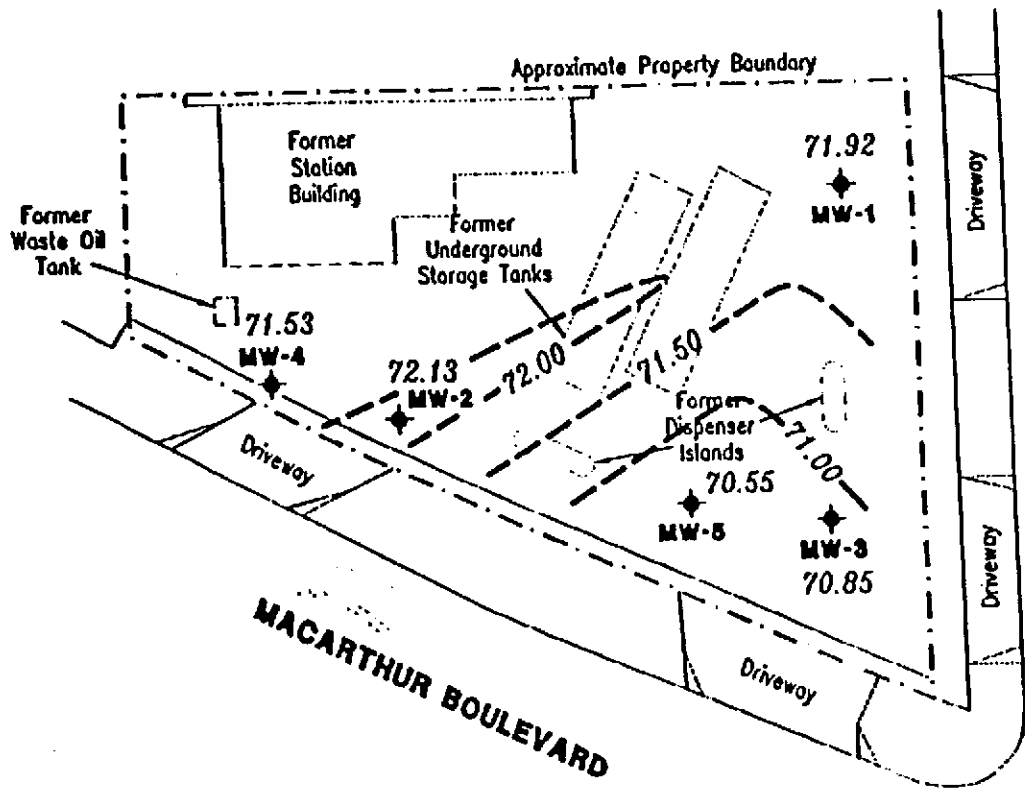 Approximate Property Boundary
Former
Station
Building
71.92
MW-1
Driveway
Former
Waste Oil
Tank
Former
Underground
Storage Tanks
71.53
MW-4
72.13
MW-2
72.00
71.50
Former
Dispenser
Islands
71.00
Driveway
70.55
MW-5
MW-3
70.85
Driveway
MACARTHUR BOULEVARD
Driveway